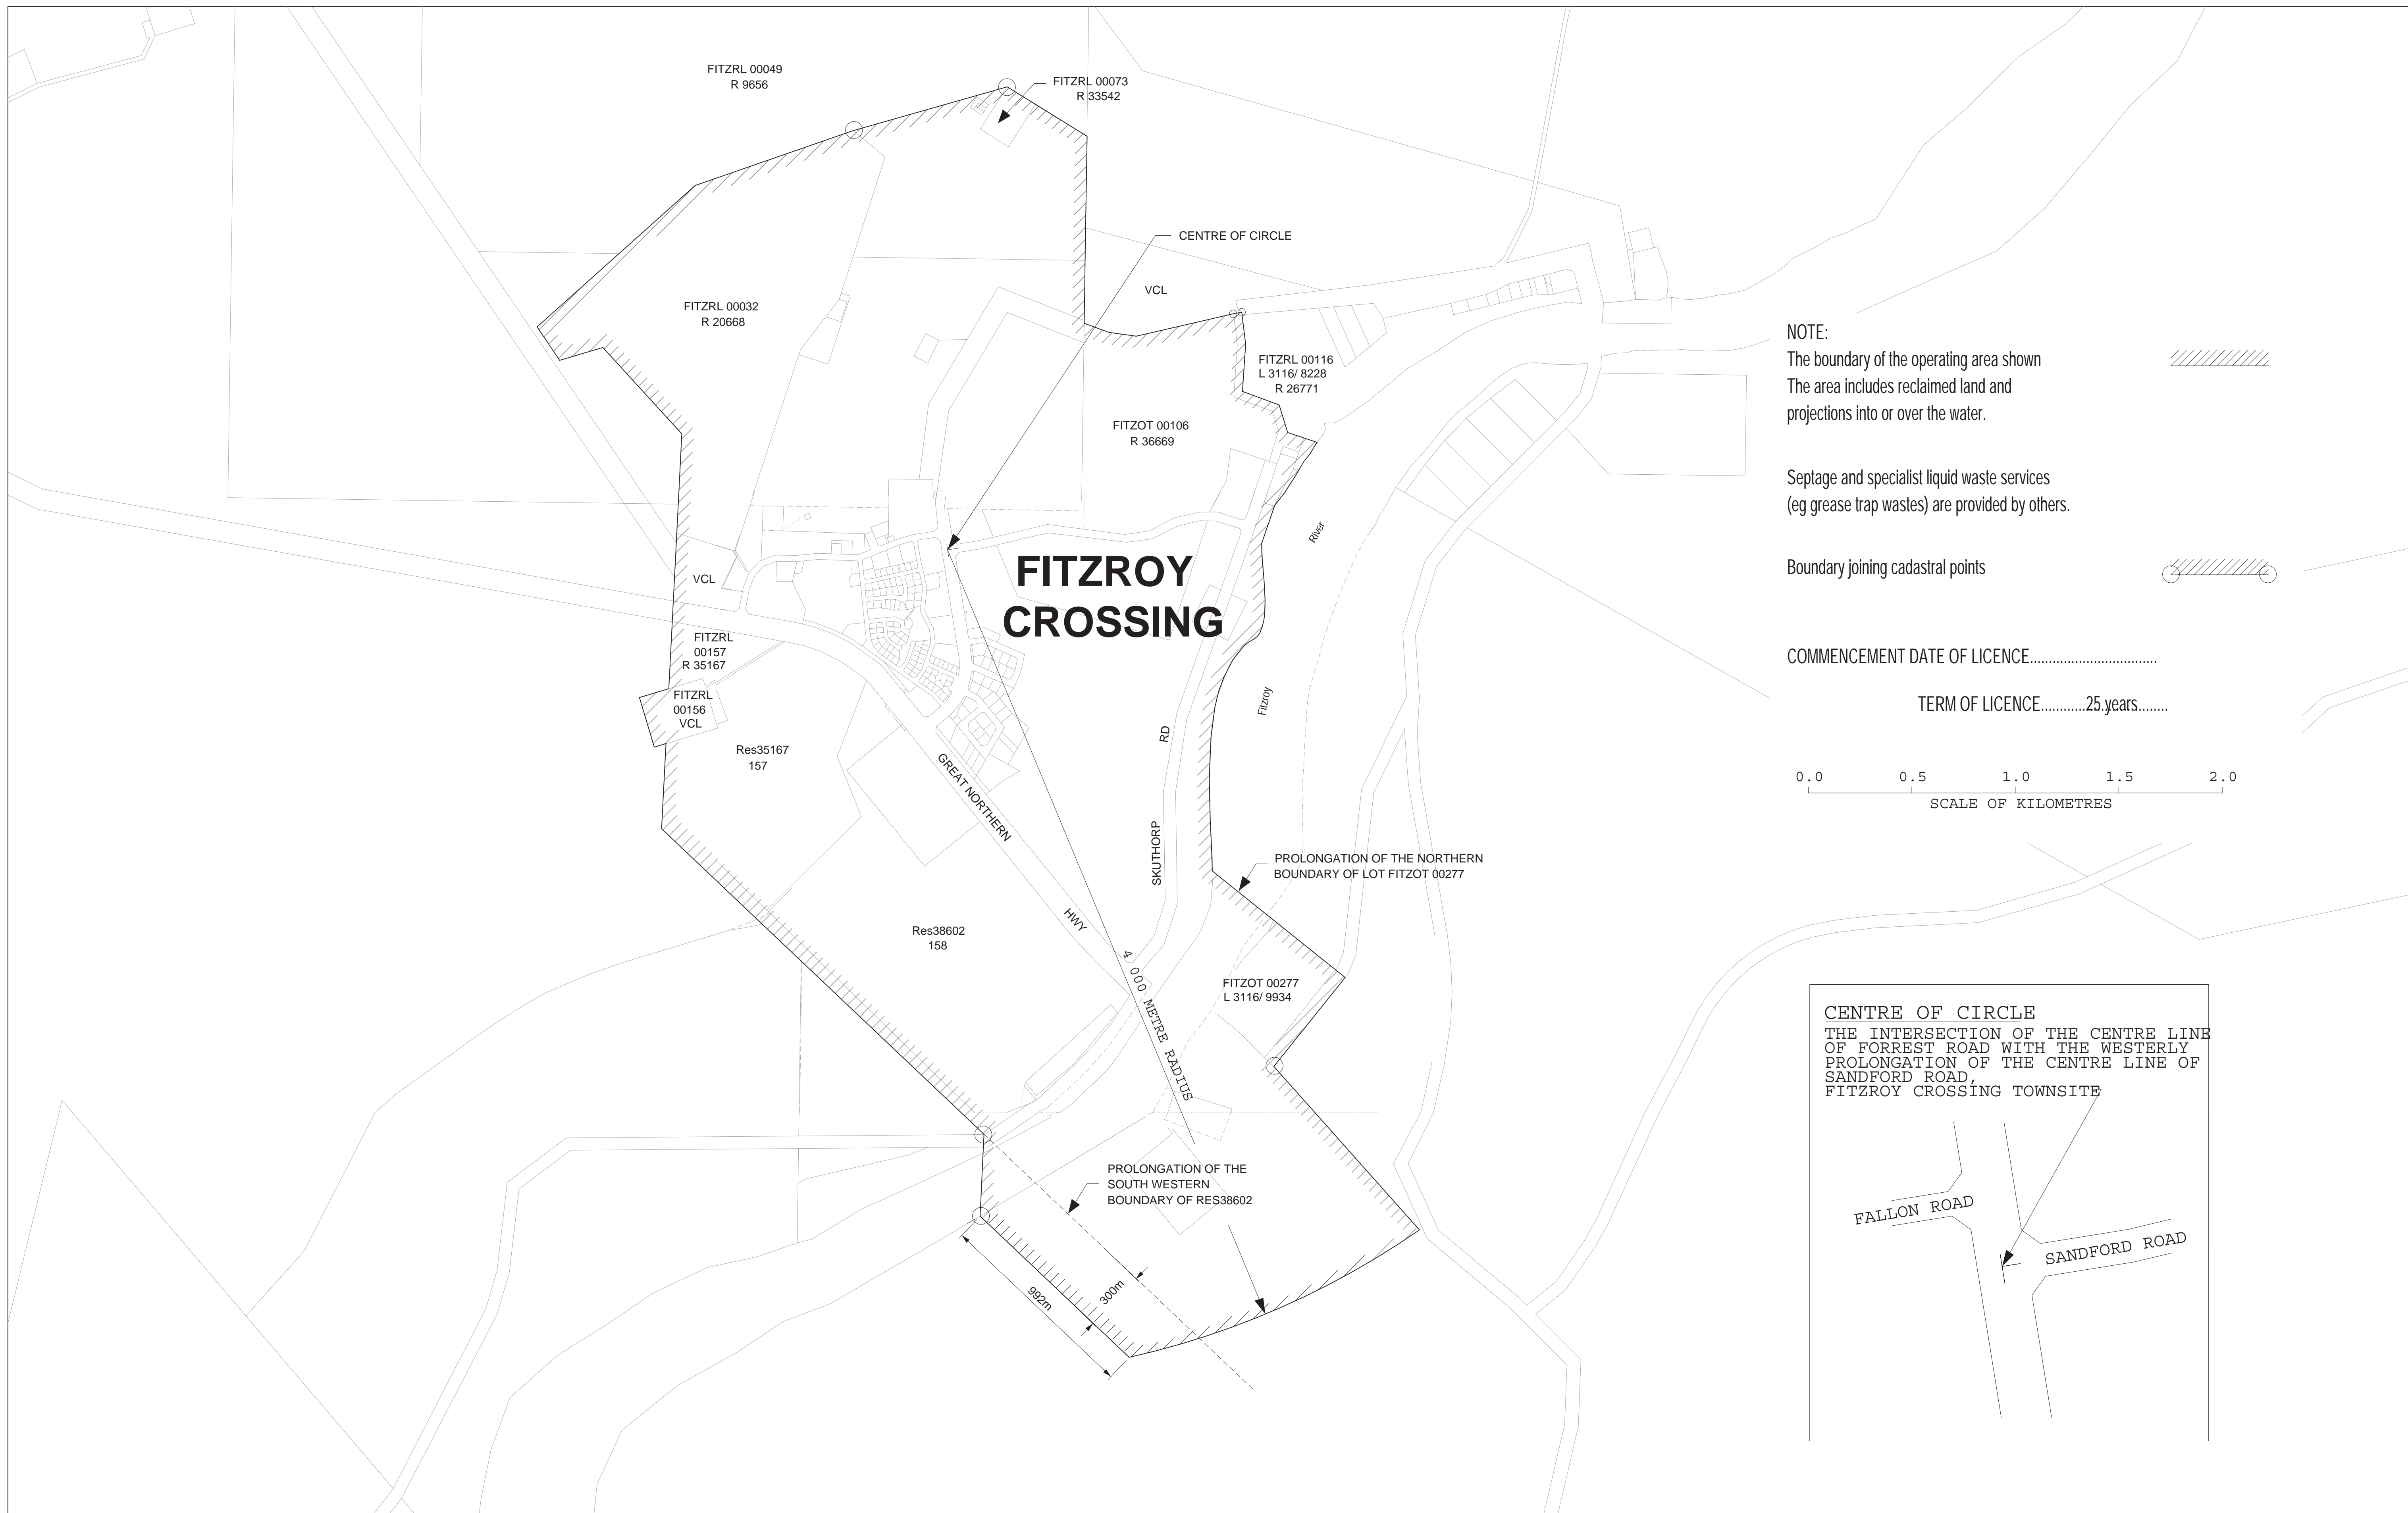 FITZRL 00049
R 9656
FITZRL 00073
R 33542
CENTRE OF CIRCLE
VCL
FITZRL 00032
R 20668
FITZRL 00116
L 3116/ 8228
R 26771
FITZOT 00106
R 36669
River
FITZROY
CROSSING
VCL
FITZRL
00157
R 35167
FITZRL
00156
VCL
Res35167
157
Fitzroy
RD
SKUTHORP
GREAT NORTHERN
HWY
PROLONGATION OF THE NORTHERN
BOUNDARY OF LOT FITZOT 00277
Res38602
158
4 000 METRE RADIUS
FITZOT 00277
L 3116/ 9934
PROLONGATION OF THE
SOUTH WESTERN
BOUNDARY OF RES38602
992m
300m
NOTE:
The boundary of the operating area shown
The area includes reclaimed land and
projections into or over the water.
Septage and specialist liquid waste services
(eg grease trap wastes) are provided by others.
Boundary joining cadastral points
COMMENCEMENT DATE OF LICENCE..................................
TERM OF LICENCE............25 years........
0.0 0.5 1.0 1.5 2.0
SCALE OF KILOMETRES
CENTRE OF CIRCLE
THE INTERSECTION OF THE CENTRE LINE
OF FORREST ROAD WITH THE WESTERLY
PROLONGATION OF THE CENTRE LINE OF
SANDFORD ROAD,
FITZROY CROSSING TOWNSITE
FALLON ROAD
SANDFORD ROAD